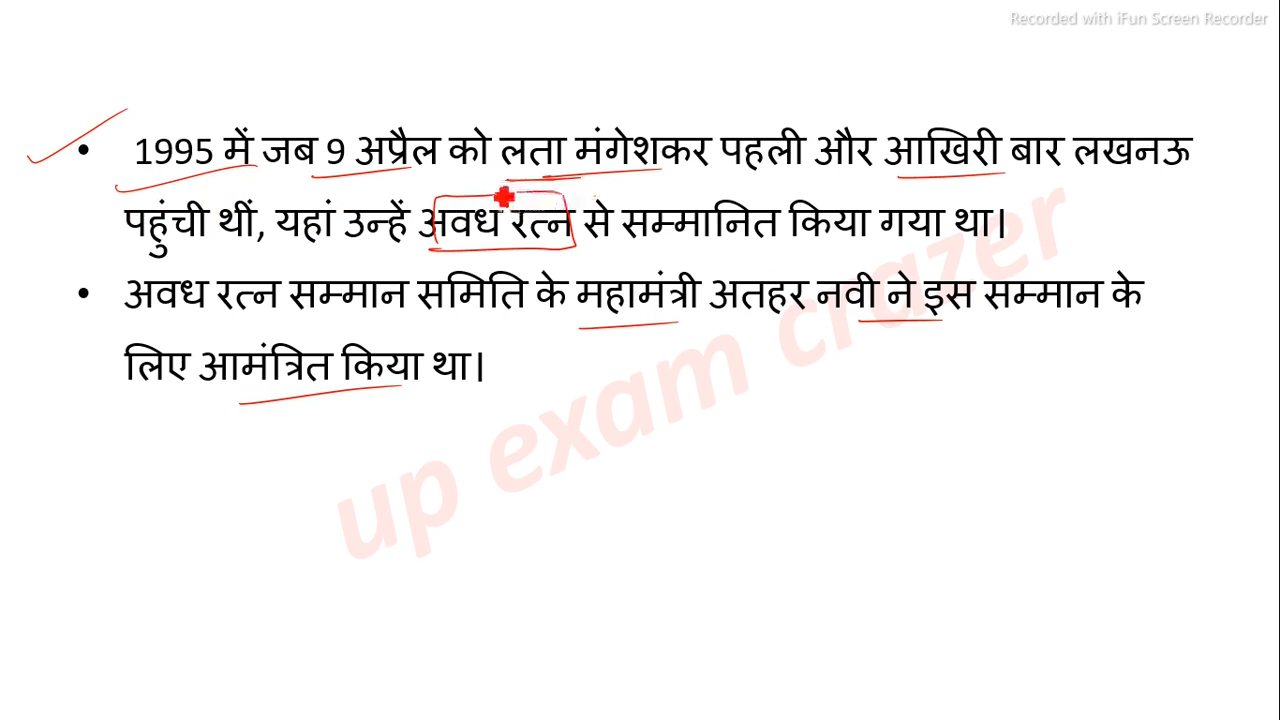 Recorded with iFun Screen Recorder
• 1995 में जब 9 अप्रैल को लता मंगेशकर पहली और आखिरी बार लखनऊ
पहुंची थीं, यहां उन्हें अवध रत्न से सम्मानित किया गया था।
• अवध रत्न सम्मान समिति के महामंत्री अतहर नवी ने इस सम्मान के
लिए आमंत्रित किया था।
up exam crazer